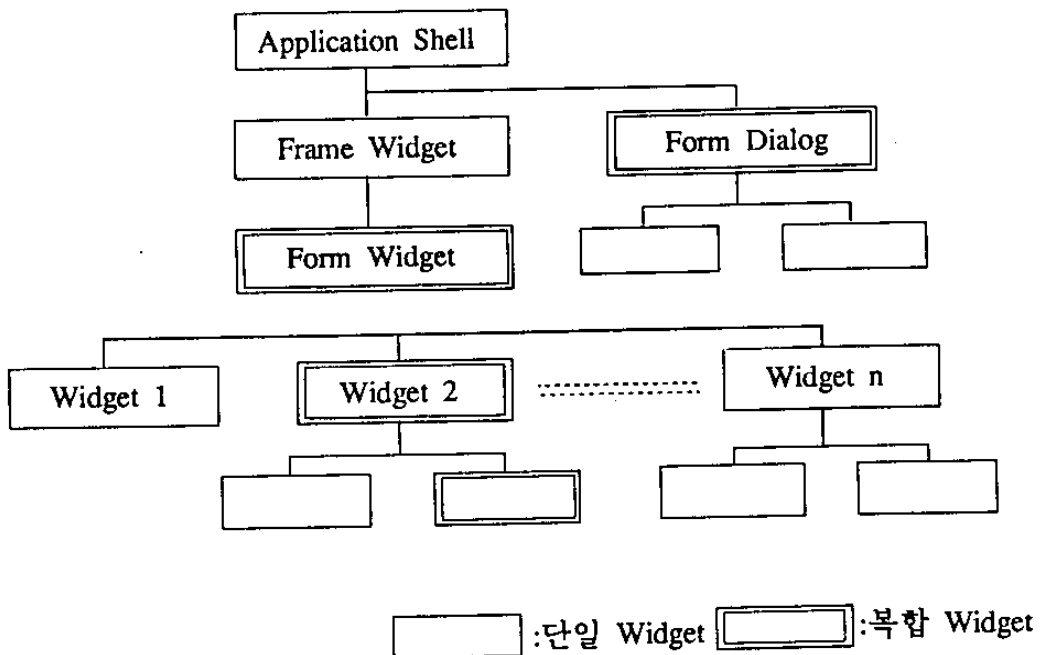 Application Shell
Frame Widget
Form Dialog
Form Widget
Widget 1
Widget 2
Widget n
:단일 Widget
:복합 Widget